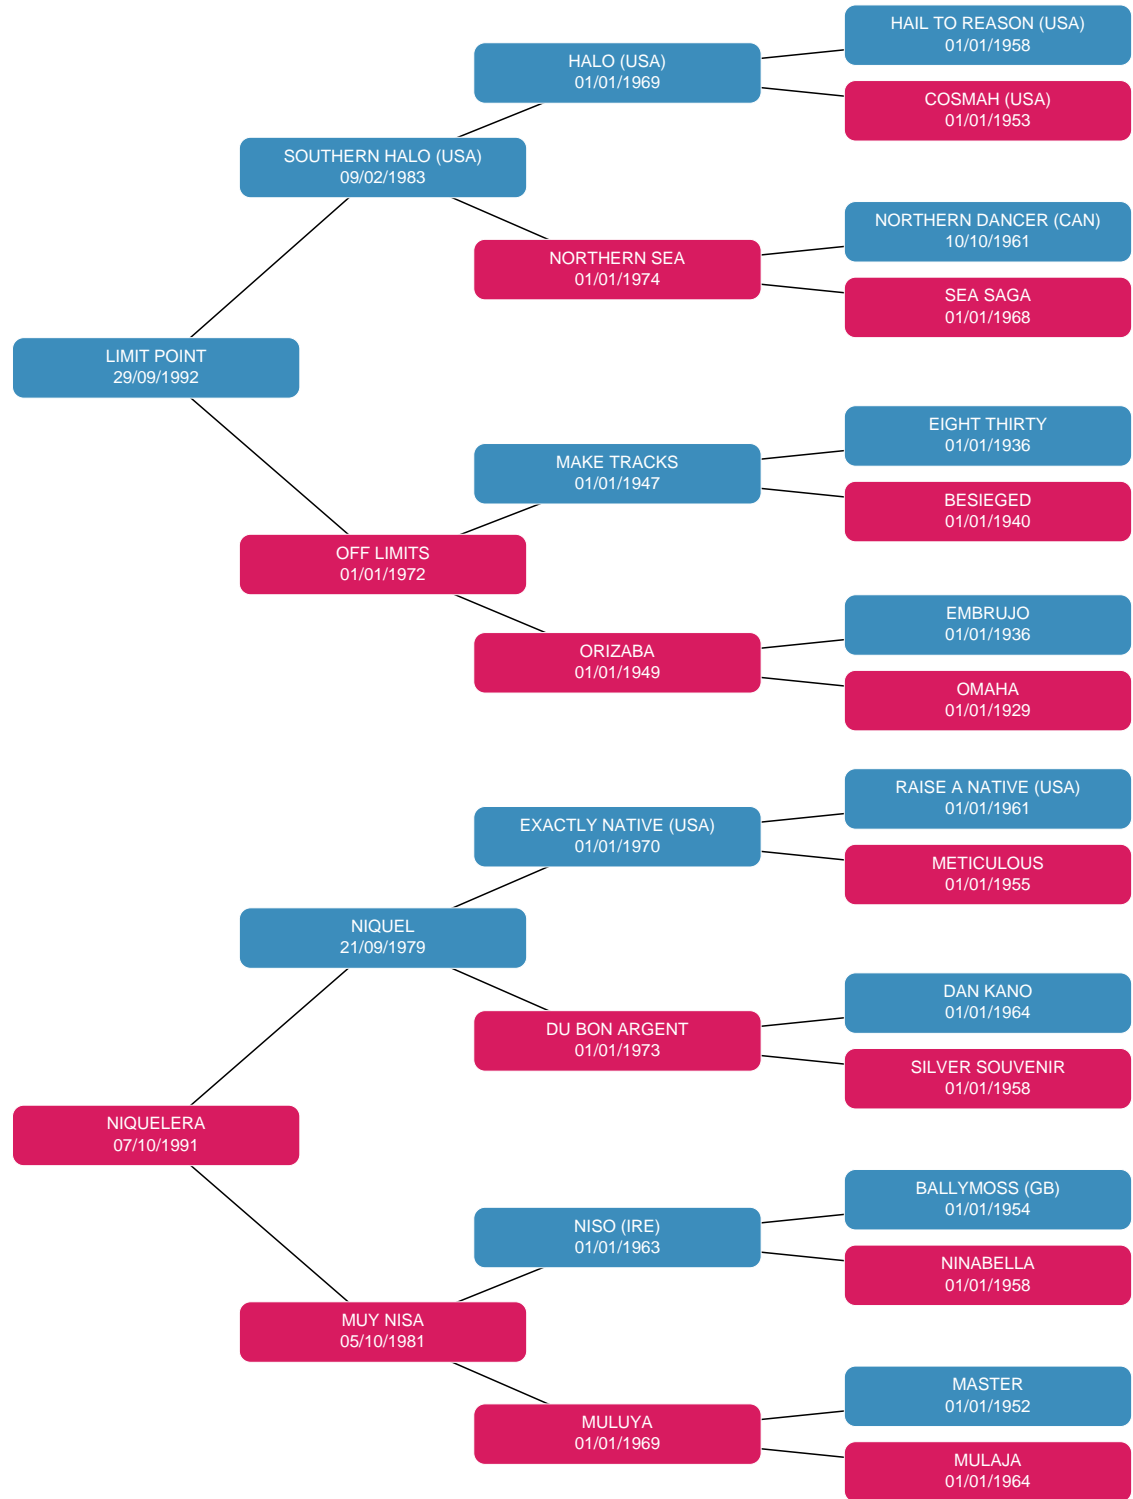 HAIL TO REASON (USA)
01/01/1958
HALO (USA)
01/01/1969
COSMAH (USA)
01/01/1953
SOUTHERN HALO (USA)
09/02/1983
NORTHERN DANCER (CAN)
10/10/1961
NORTHERN SEA
01/01/1974
SEA SAGA
01/01/1968
LIMIT POINT
29/09/1992
EIGHT THIRTY
01/01/1936
MAKE TRACKS
01/01/1947
BESIEGED
01/01/1940
OFF LIMITS
01/01/1972
EMBRUJO
01/01/1936
ORIZABA
01/01/1949
OMAHA
01/01/1929
RAISE A NATIVE (USA)
01/01/1961
EXACTLY NATIVE (USA)
01/01/1970
METICULOUS
01/01/1955
NIQUEL
21/09/1979
DAN KANO
01/01/1964
DU BON ARGENT
01/01/1973
SILVER SOUVENIR
01/01/1958
NIQUELERA
07/10/1991
BALLYMOSS (GB)
01/01/1954
NISO (IRE)
01/01/1963
NINABELLA
01/01/1958
MUY NISA
05/10/1981
MASTER
01/01/1952
MULUYA
01/01/1969
MULAJA
01/01/1964